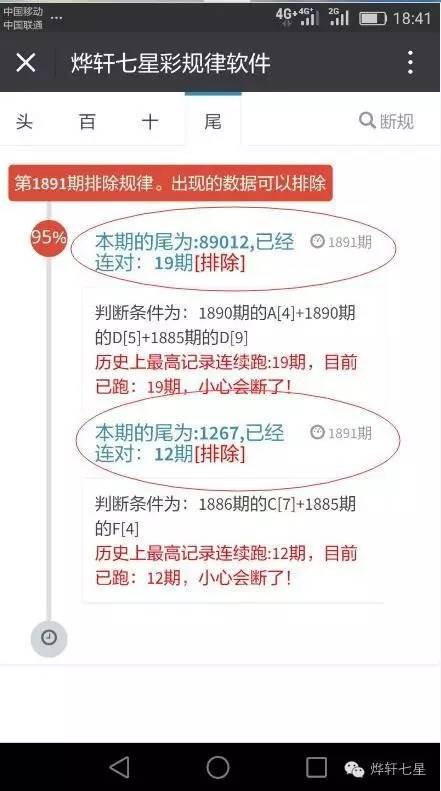 中国移动 ... 4G+ 4G+ 2G 18:41
中国联通
烨轩七星彩规律软件
头 百 十 尾 断规
第1891期排除规律。出现的数据可以排除
95%
本期的尾为:89012,已经 1891期
连对：19期[排除]
判断条件为：1890期的A[4]+1890期
的D[5]+1885期的D[9]
历史上最高记录连续跑:19期，目前
已跑：19期，小心会断了！
本期的尾为:1267,已经 1891期
连对：12期[排除]
判断条件为：1886期的C[7]+1885期
的F[4]
历史上最高记录连续跑:12期，目前
已跑：12期，小心会断了！
烨轩七星